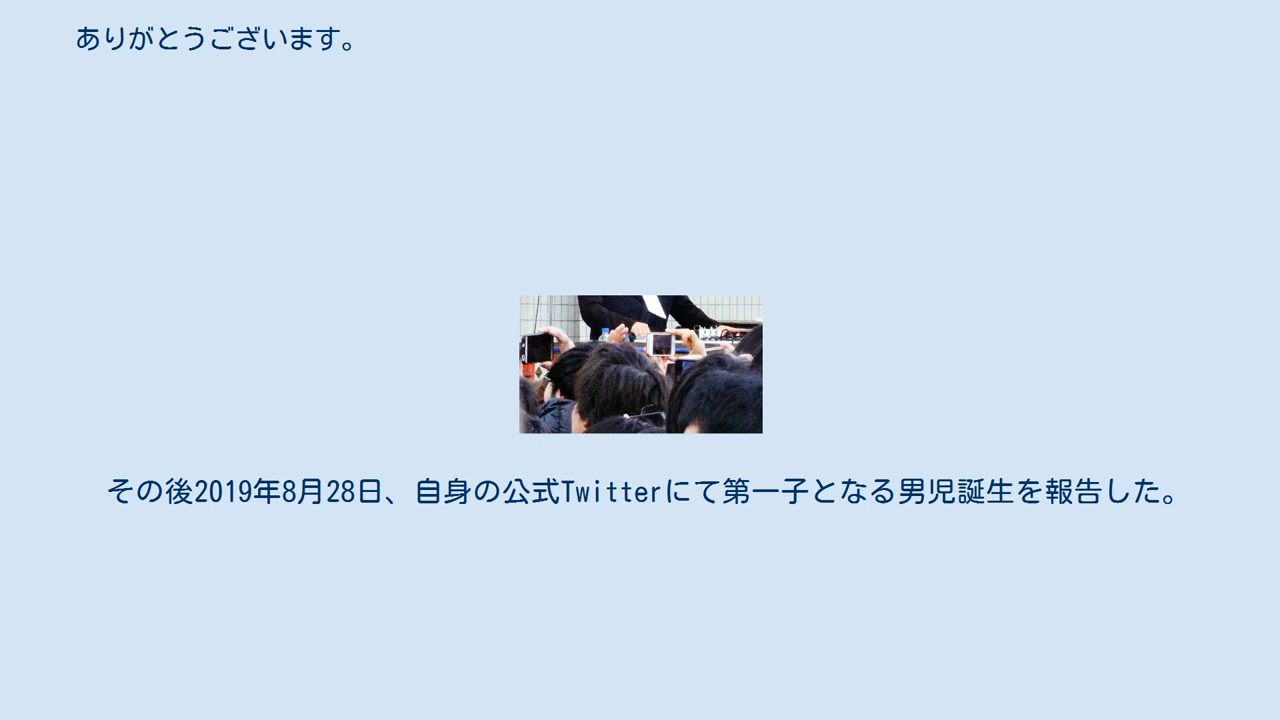 ありがとうございます。
その後2019年8月28日、自身の公式Twitterにて第一子となる男児誕生を報告した。